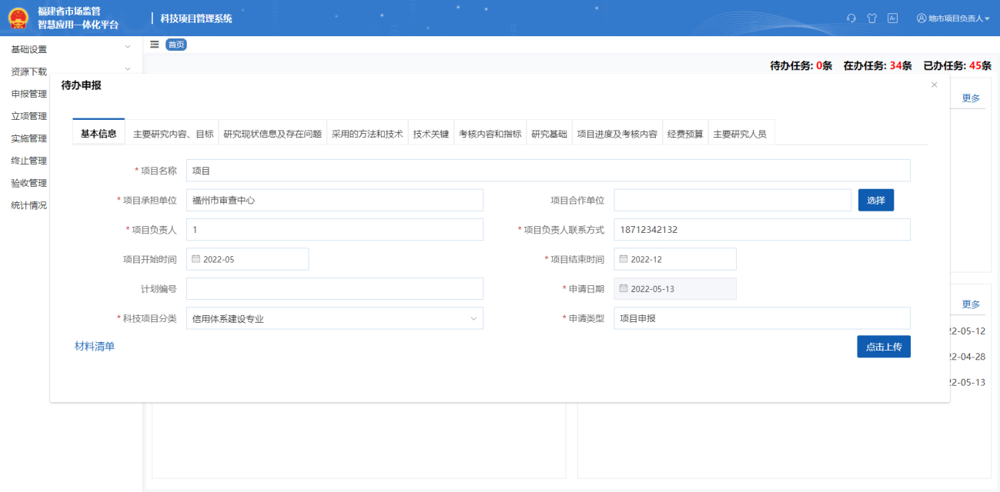 福建省市场监管
智慧应用一体化平台
科技项目管理系统
地市项目负责人
基础设置
资源下载
申报管理
立项管理
实施管理
终止管理
验收管理
统计情况
首页
待办任务: 0条 在办任务: 34条 已办任务: 45条
更多
待办申报
基本信息 主要研究内容、目标 研究现状信息及存在问题 采用的方法和技术 技术关键 考核内容和指标 研究基础 项目进度及考核内容 经费预算 主要研究人员
* 项目名称 项目
* 项目承担单位 福州市审查中心 项目合作单位 选择
* 项目负责人 1 * 项目负责人联系方式 18712342132
项目开始时间 2022-05 * 项目结束时间 2022-12
计划编号 * 申请日期 2022-05-13
* 科技项目分类 信用体系建设专业 * 申请类型 项目申报
材料清单 点击上传
更多
22-05-12
22-04-28
22-05-13